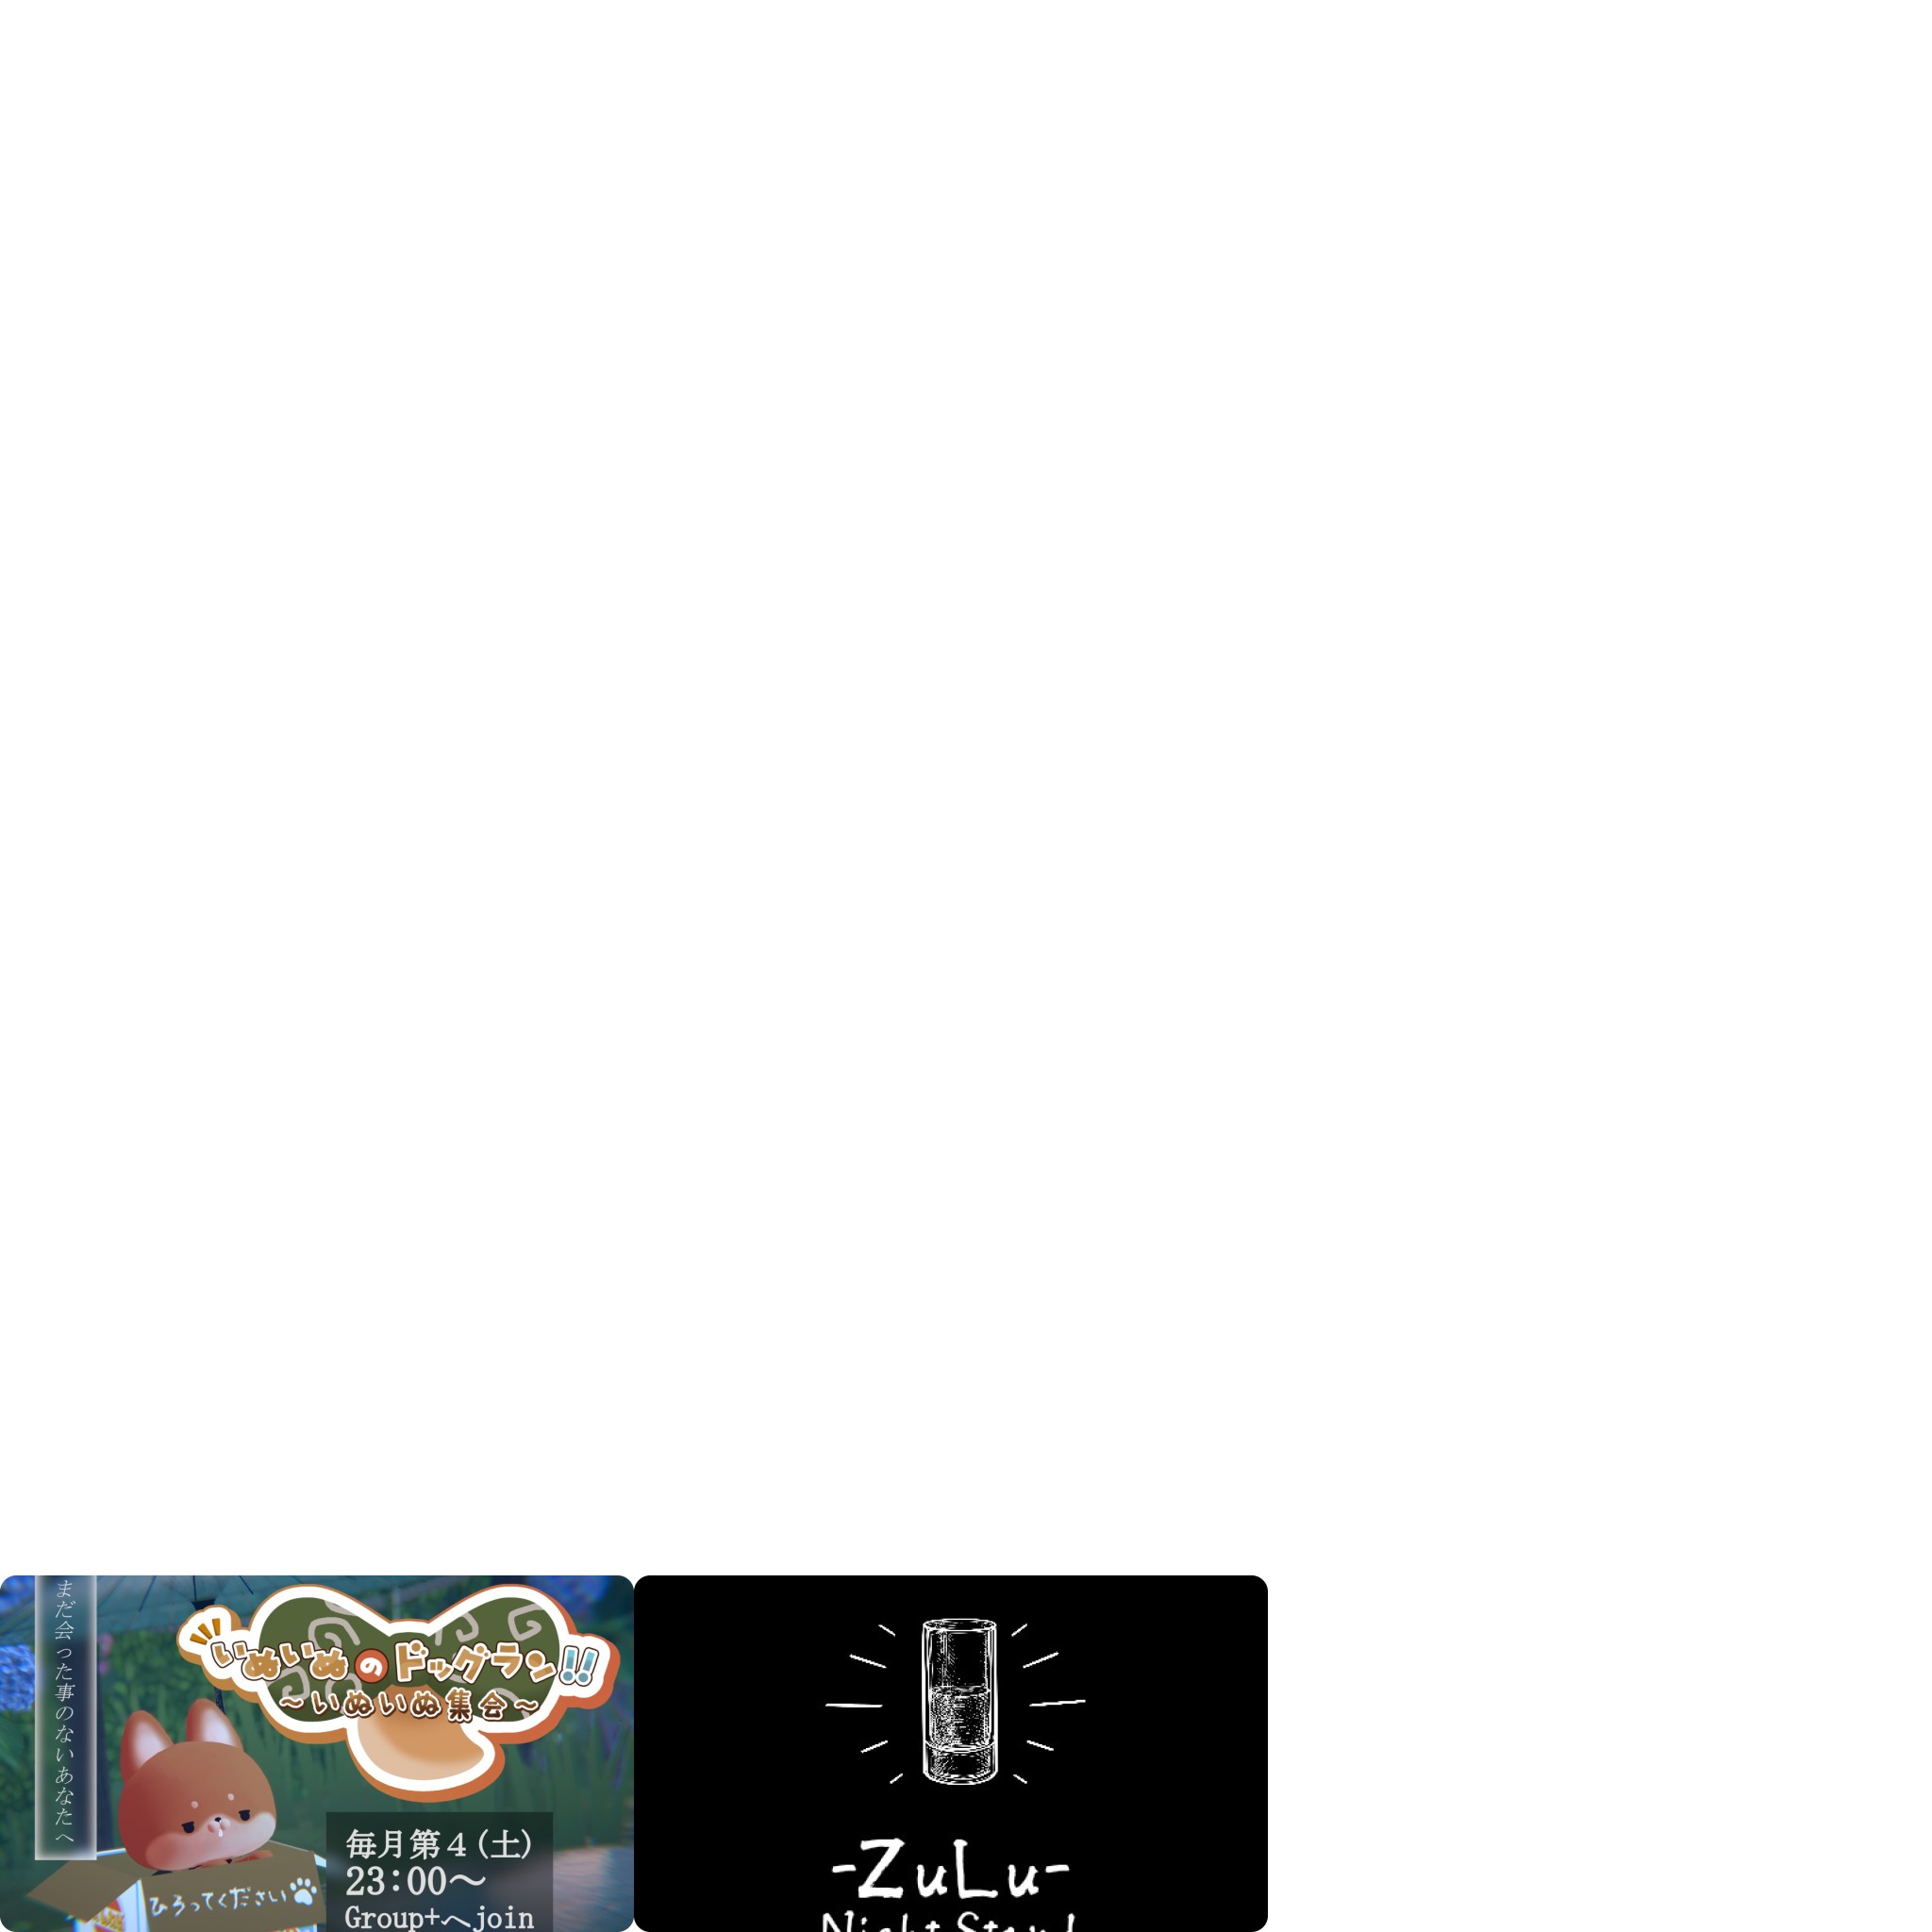 まだ会った事のないあなたへ
いぬいぬのドッグラン!!
～いぬいぬ集会～
毎月第４(土)
23:00～
Group+へjoin
ひろってください
-ZuLu-
Night Stand